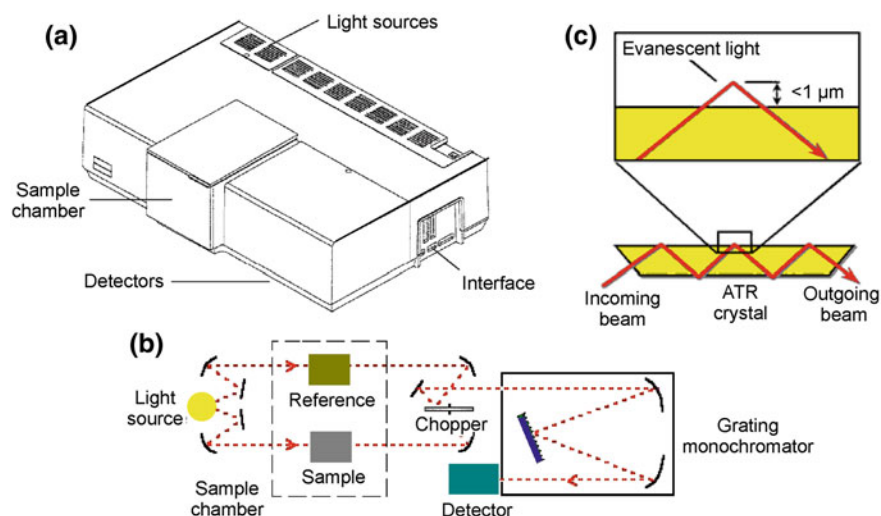 (a)
Light sources
Sample
chamber
Detectors
Interface
(c)
Evanescent light
<1 μm
Incoming
beam
ATR
crystal
Outgoing
beam
(b)
Light
source
Reference
Sample
Sample
chamber
Chopper
Detector
Grating
monochromator